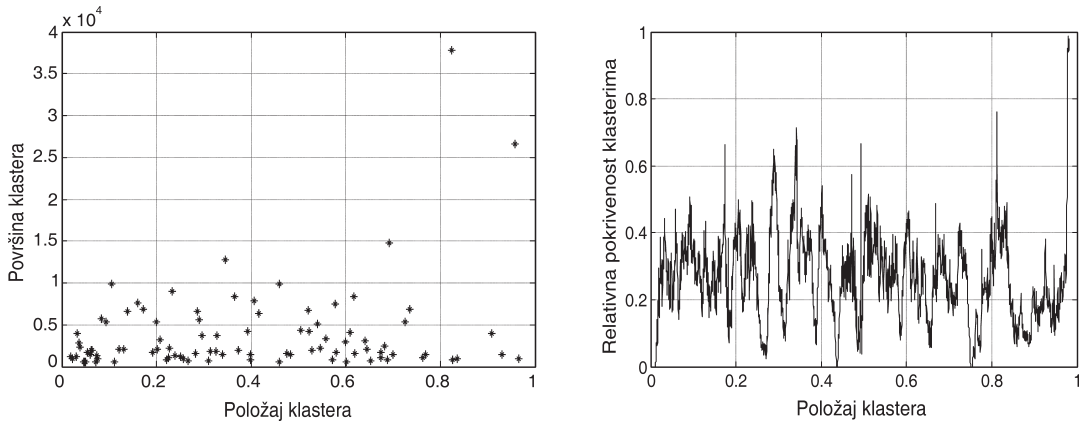 4 x 10⁴
3.5
3
2.5
2
1.5
1
0.5
0
0 0.2 0.4 0.6 0.8 1
Površina klastera
Položaj klastera
1
0.8
0.6
0.4
0.2
0
0 0.2 0.4 0.6 0.8 1
Relativna pokrivenost klasterima
Položaj klastera